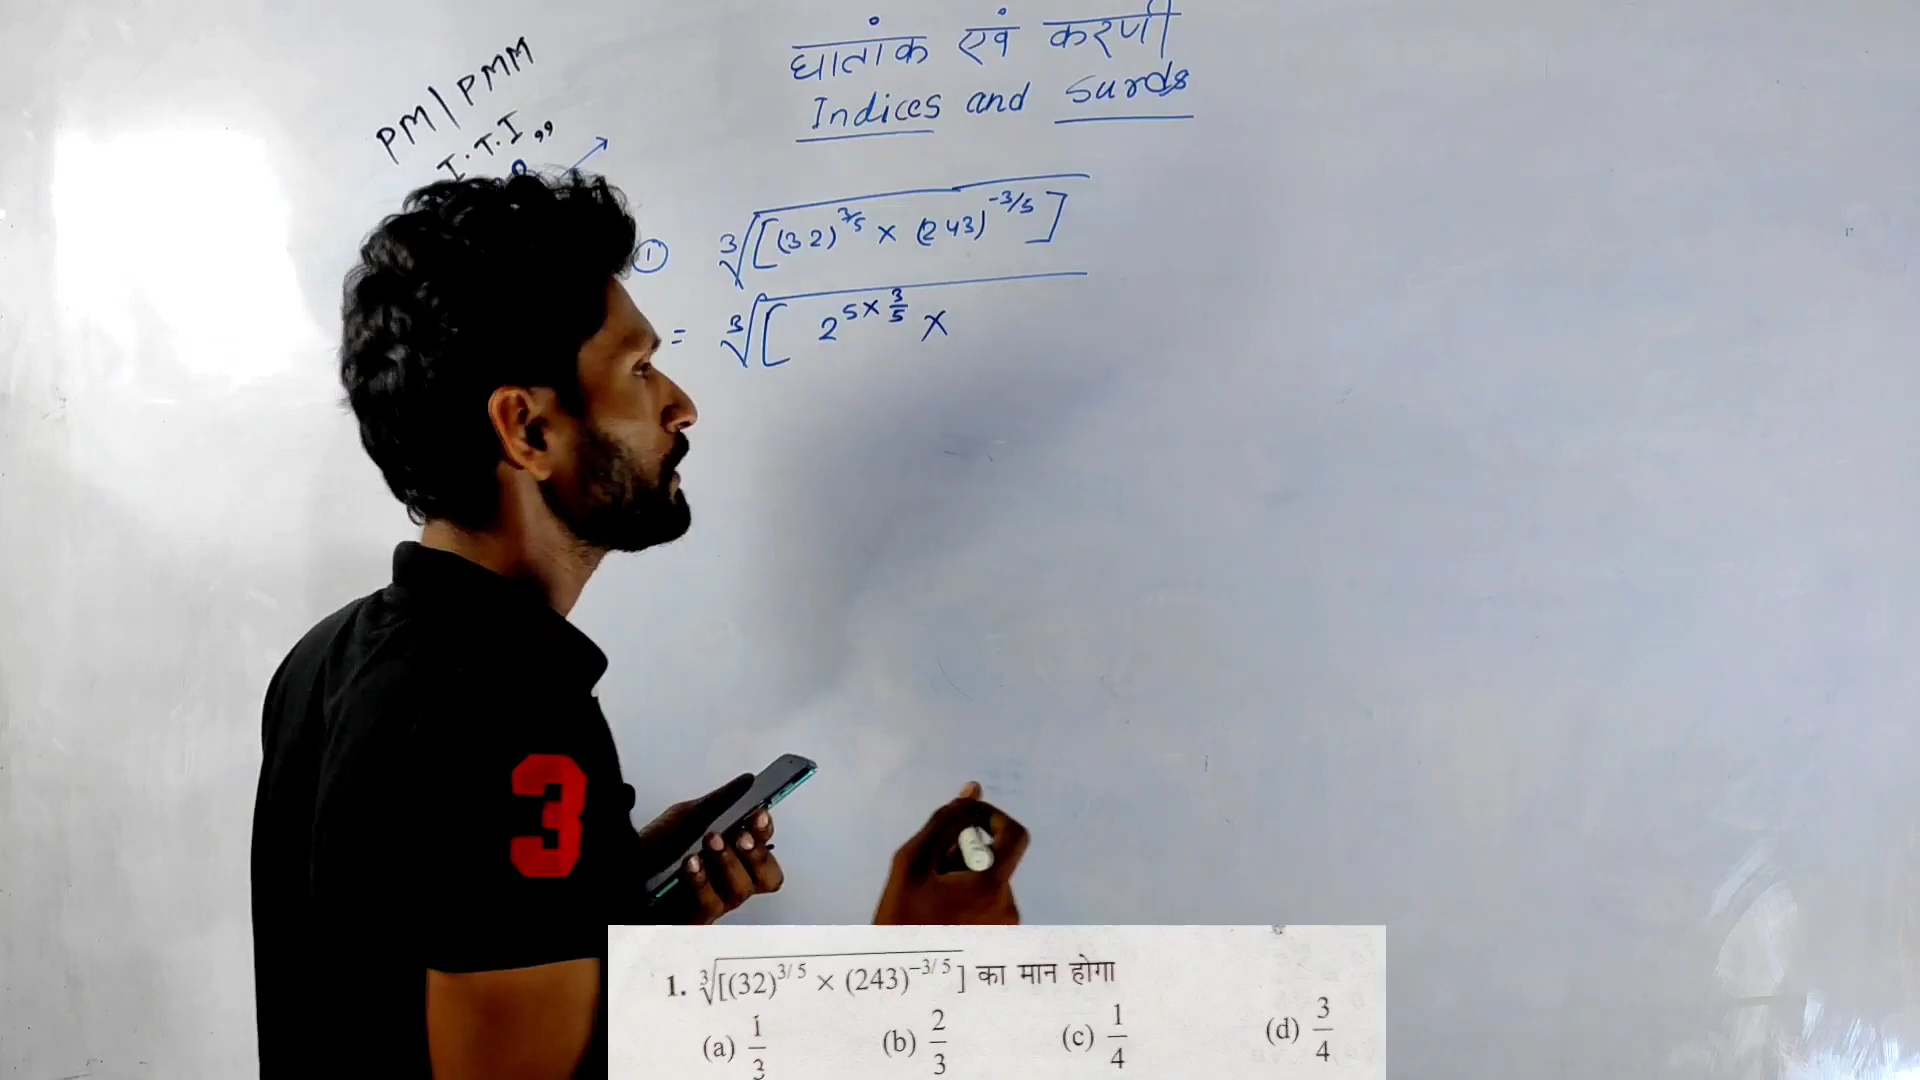 घातांक एवं करणी
Indices and Surds
PM/PMM
I.T.I,,
① ∛[(32)^3/5 × (243)^-3/5]
= ∛[ 2^5×3/5 ×
3
1. ∛[(32)^3/5 × (243)^-3/5] का मान होगा
(a) 1/3 (b) 2/3 (c) 1/4 (d) 3/4